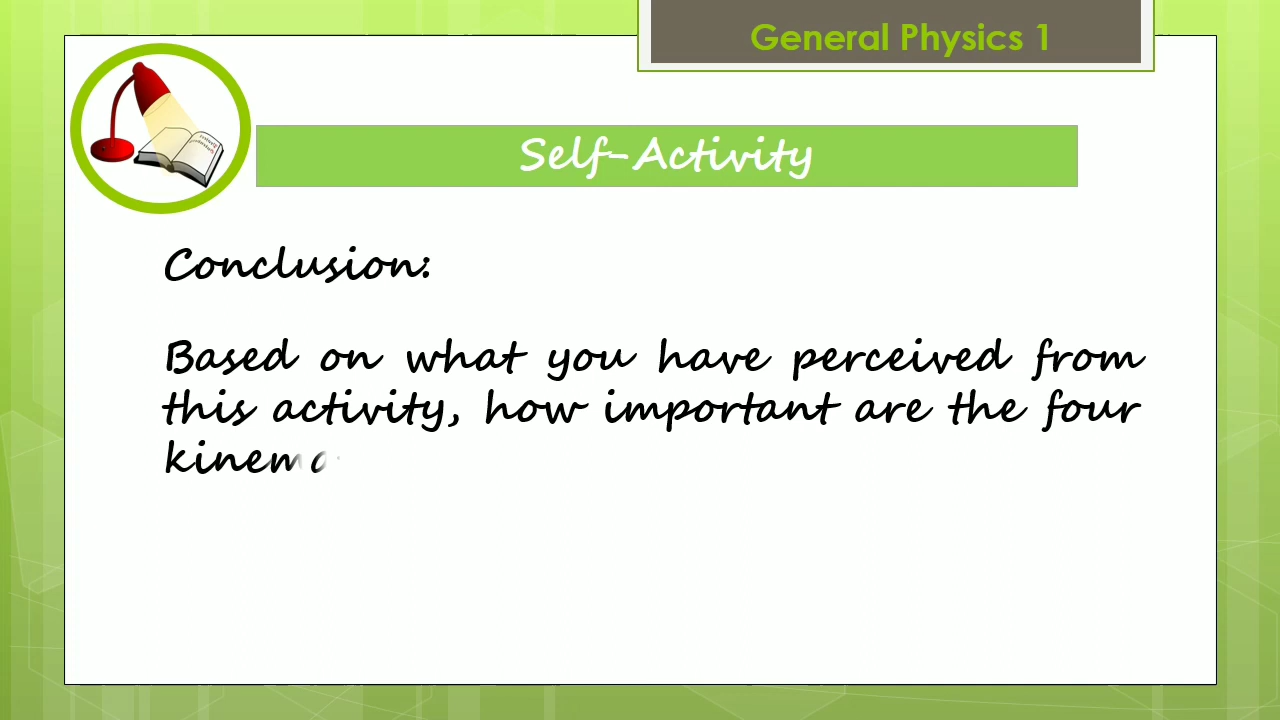 General Physics 1
Self-Activity
Conclusion:
Based on what you have perceived from
this activity, how important are the four